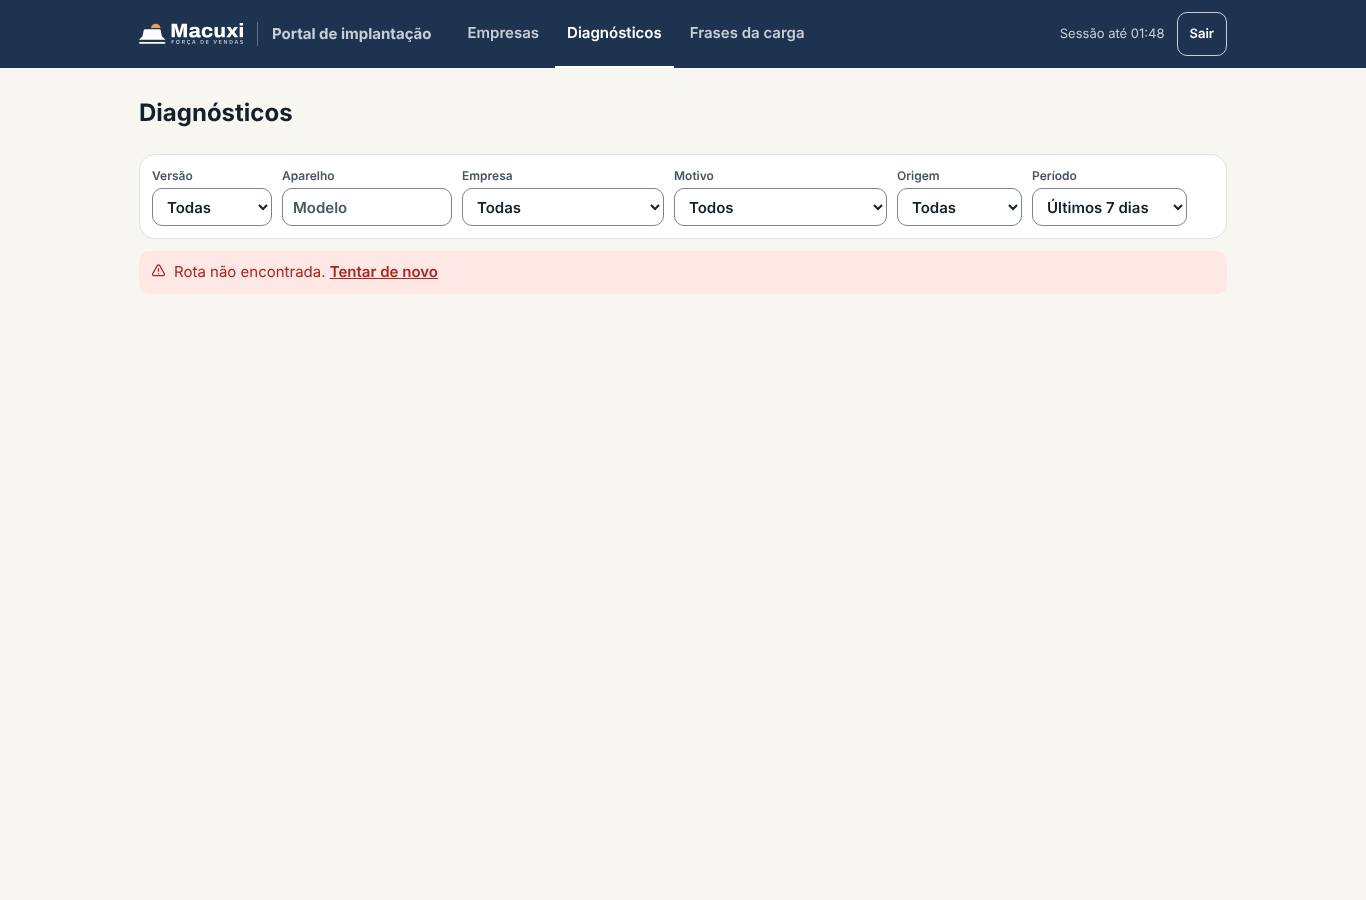 Macuxi
FORÇA DE VENDAS
Portal de implantação
Empresas
Diagnósticos
Frases da carga
Sessão até 01:48
Sair
Diagnósticos
Versão
Aparelho
Empresa
Motivo
Origem
Período
Todas
Modelo
Todas
Todos
Todas
Últimos 7 dias
Rota não encontrada. Tentar de novo